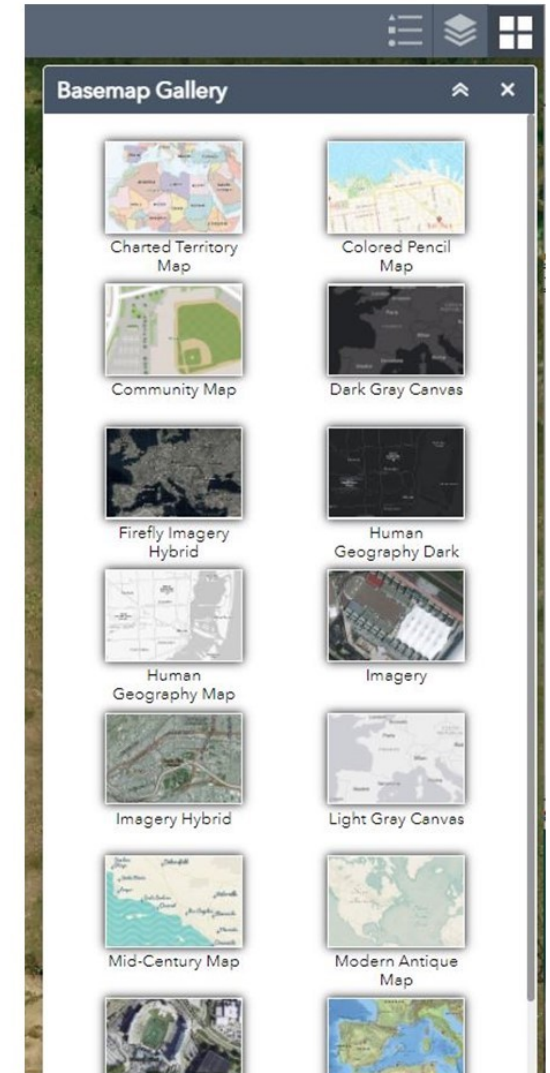 Basemap Gallery
Charted Territory
Map
Colored Pencil
Map
Community Map
Dark Gray Canvas
Firefly Imagery
Hybrid
Human
Geography Dark
Human
Geography Map
Imagery
Imagery Hybrid
Light Gray Canvas
Mid-Century Map
Modern Antique
Map